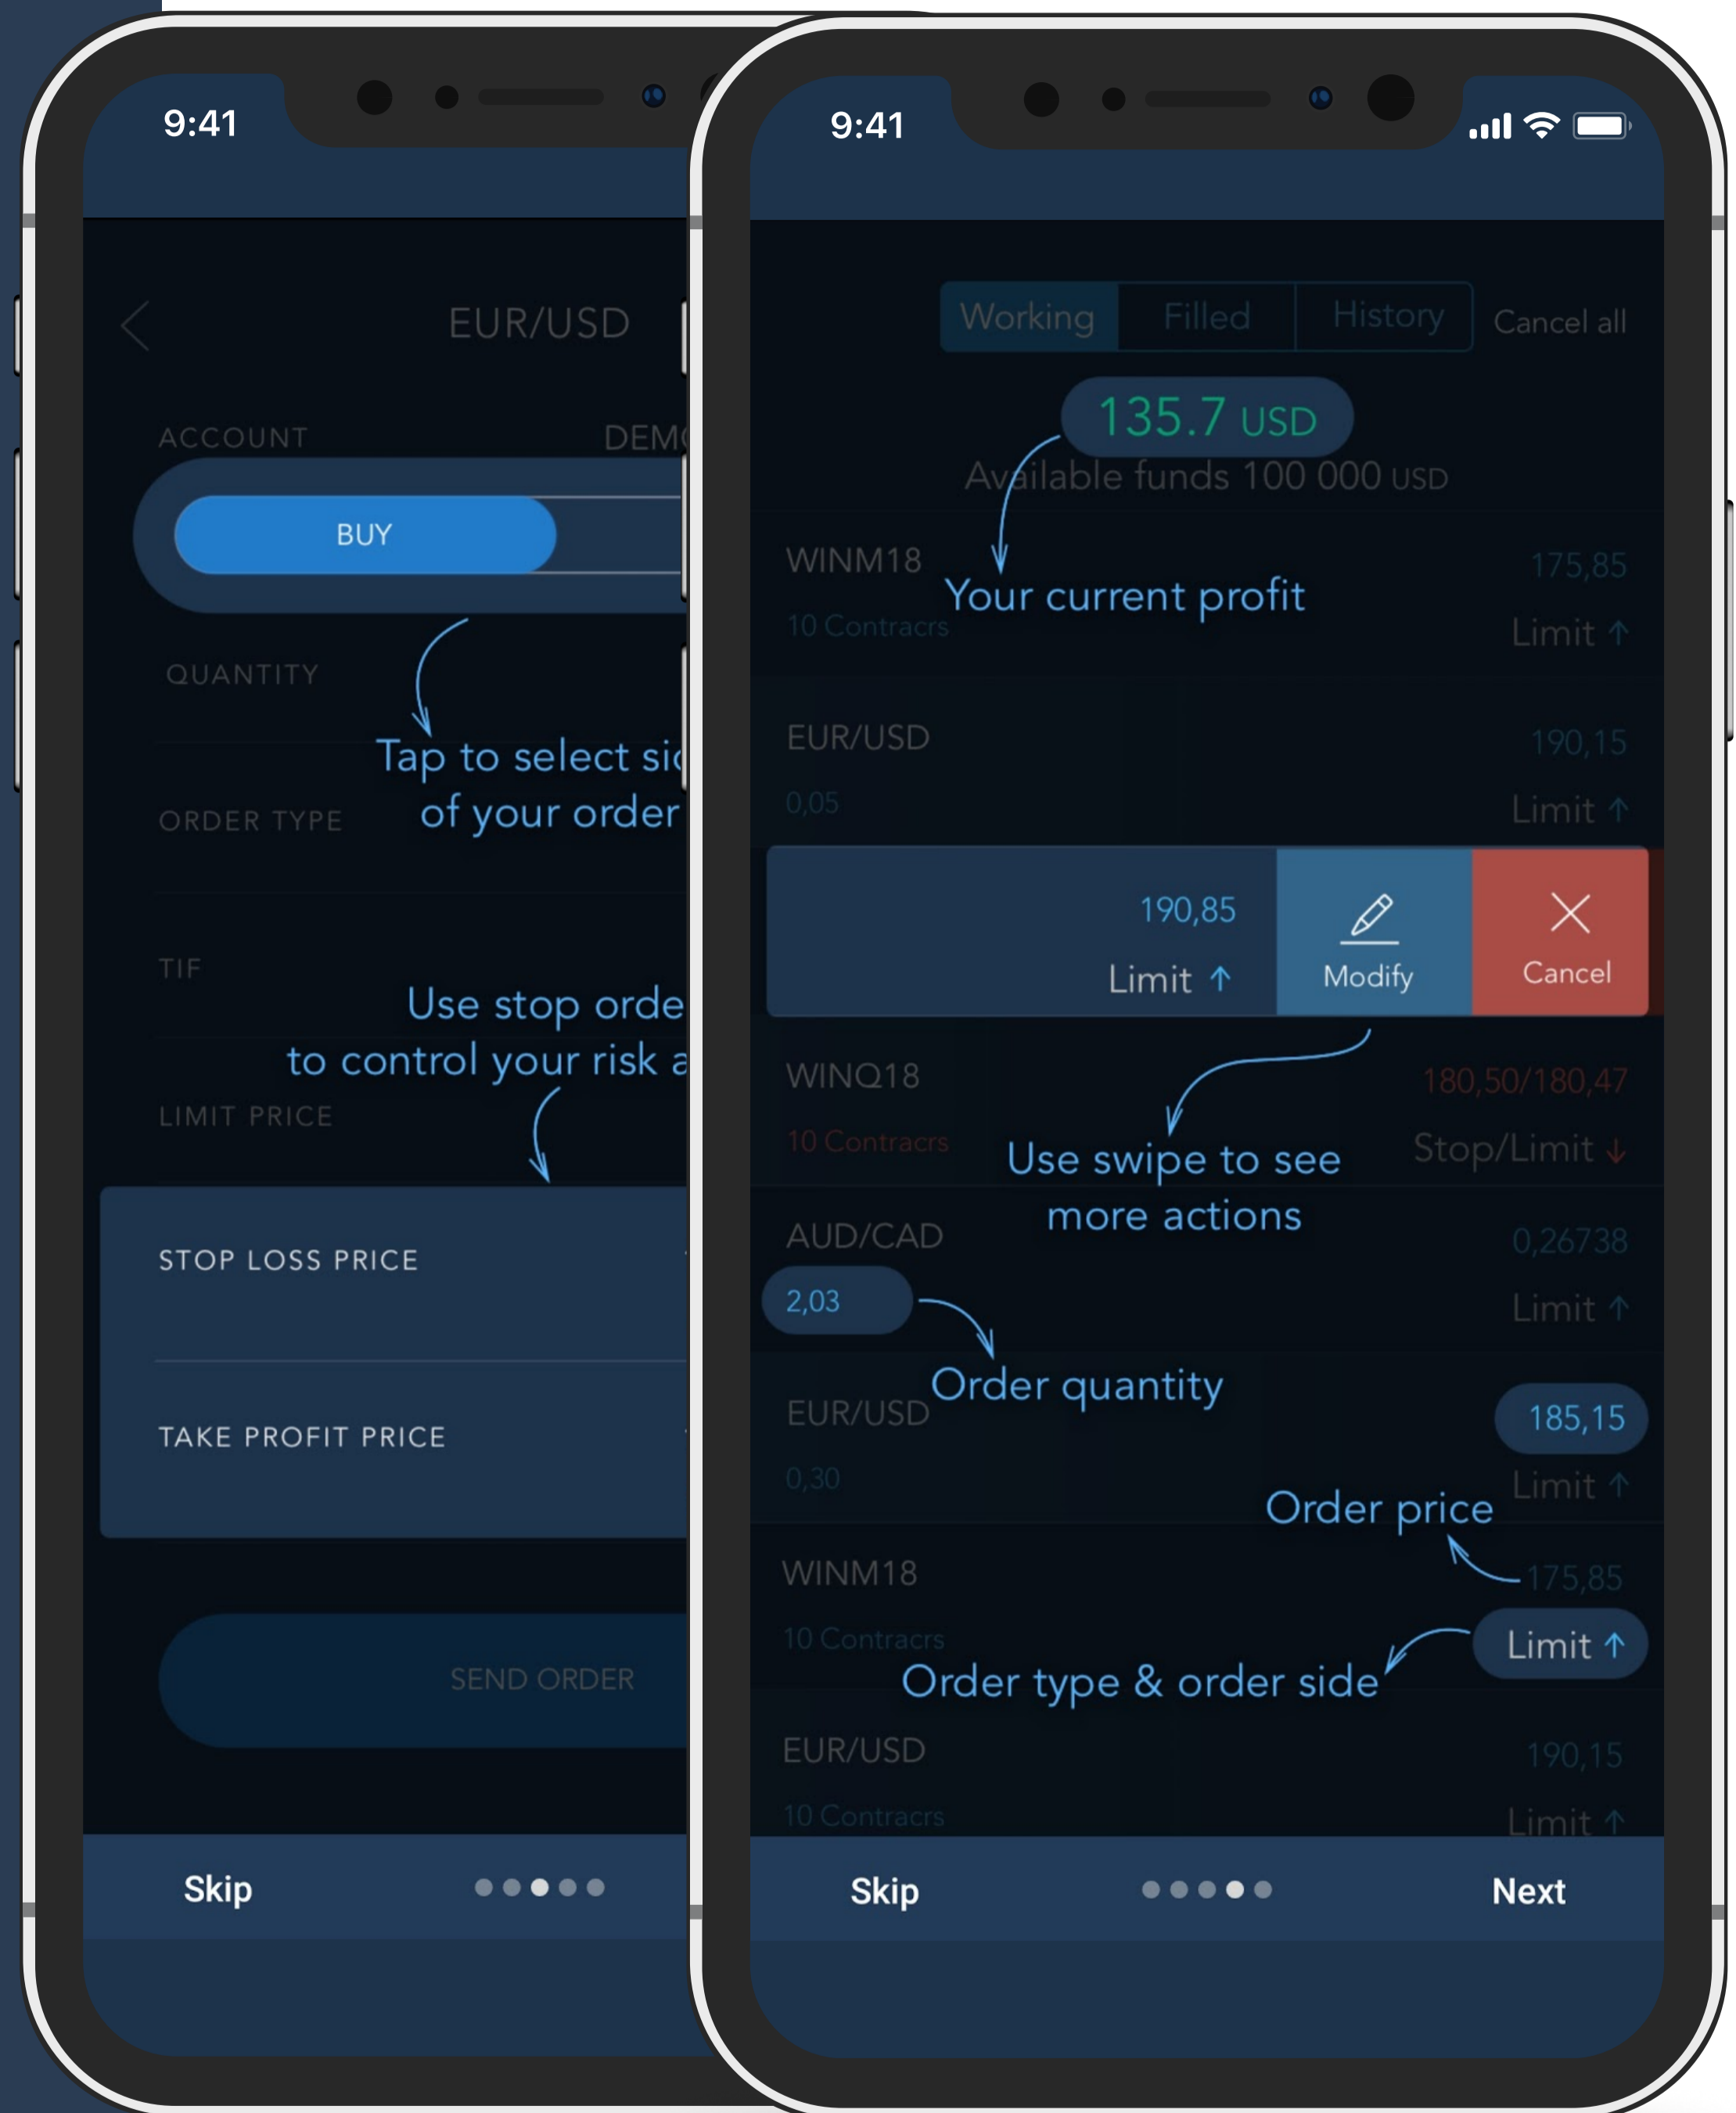 9:41
EUR/USD
ACCOUNT
BUY
QUANTITY
Tap to select
of your order
ORDER TYPE
TIF
Use stop
to control your risk
LIMIT PRICE
STOP LOSS PRICE
TAKE PROFIT PRICE
SEND ORDER
Skip
9:41
Working Filled History Cancel all
135.7 USD
Available funds 100 000 USD
WINM18 175,85
Your current profit
10 Contracrs Limit ↑
EUR/USD 190,15
0,05 Limit ↑
190,85
Limit ↑ Modify Cancel
WINQ18 180,50/180,47
10 Contracrs Stop/Limit ↓
Use swipe to see
more actions
AUD/CAD 0,26738
2,03 Limit ↑
Order quantity
EUR/USD 185,15
0,30 Limit ↑
Order price
WINM18 175,85
10 Contracrs Limit ↑
Order type & order side
EUR/USD 190,15
10 Contracrs Limit ↑
Skip Next